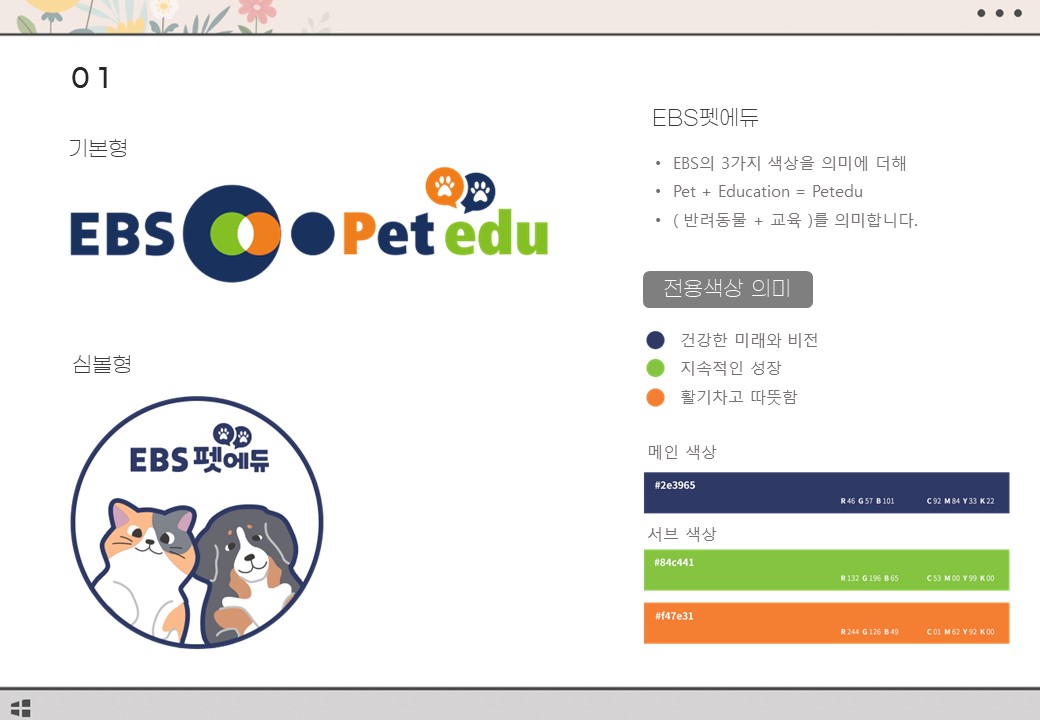 01
기본형
EBS Pet edu
심볼형
EBS 펫에듀
EBS펫에듀
• EBS의 3가지 색상을 의미에 더해
• Pet + Education = Petedu
• ( 반려동물 + 교육 )를 의미합니다.
전용색상 의미
건강한 미래와 비전
지속적인 성장
활기차고 따뜻함
메인 색상
#2e3965
R 46 G 57 B 101 C 92 M 84 Y 33 K 22
서브 색상
#84c441
R 132 G 196 B 65 C 53 M 00 Y 99 K 00
#f47e31
R 244 G 126 B 49 C 01 M 62 Y 92 K 00